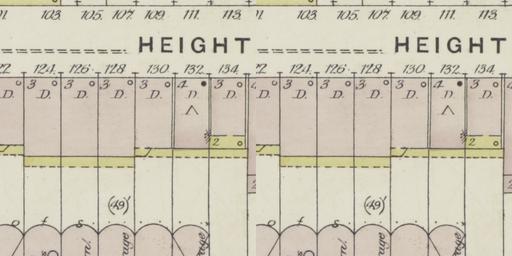 103. 105. 107. 109. 111. 113. 103. 105. 107. 109. 111. 113.
HEIGHT HEIGHT
122 124. 126. 128 130 132. 134. 122 124. 126. 128 130 132. 134.
3 3 3 3 4 3 3 3 3 3 4 3
D. D. D. D. D. D. D. D. D. D. D. D. D. D.
2 2
(49) (49)
o f s o f s